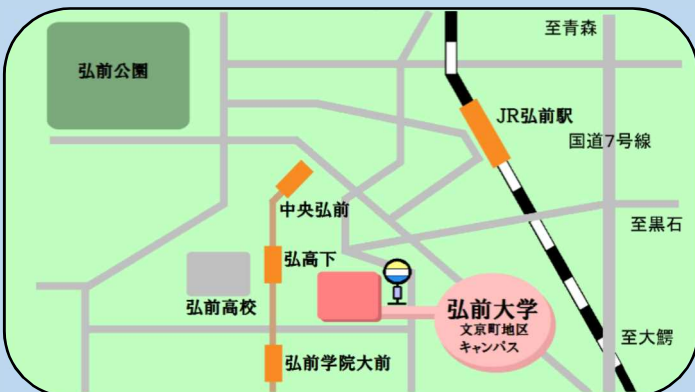 至青森
弘前公園
JR弘前駅
国道7号線
中央弘前
至黒石
弘高下
弘前高校
弘前大学
文京町地区
キャンパス
至大鰐
弘前学院大前